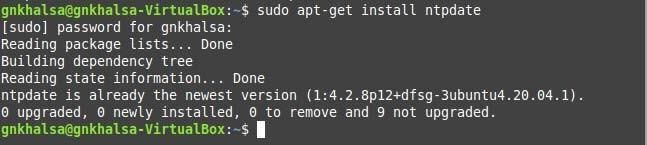 gnkhalsa@gnkhalsa-VirtualBox:~$ sudo apt-get install ntpdate
[sudo] password for gnkhalsa:
Reading package lists... Done
Building dependency tree
Reading state information... Done
ntpdate is already the newest version (1:4.2.8p12+dfsg-3ubuntu4.20.04.1).
0 upgraded, 0 newly installed, 0 to remove and 9 not upgraded.
gnkhalsa@gnkhalsa-VirtualBox:~$